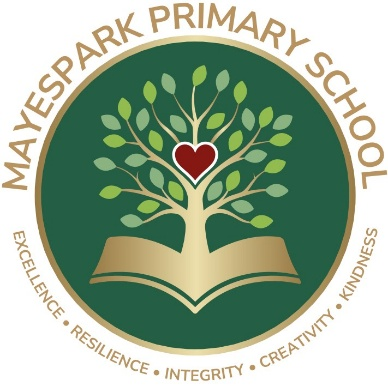 MAYESPARK PRIMARY SCHOOL
EXCELLENCE • RESILIENCE • INTEGRITY • CREATIVITY • KINDNESS